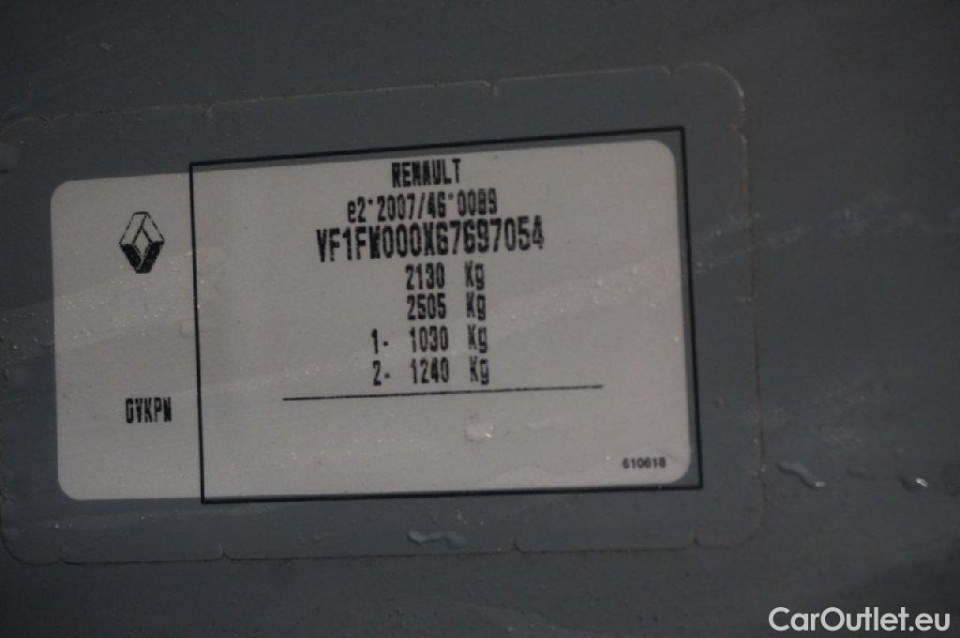 RENAULT
e2*2007/46*0089
VF1FW000X67697054
2130 Kg
2505 Kg
1- 1030 Kg
2- 1240 Kg
GVKPN
610618
CarOutlet.eu